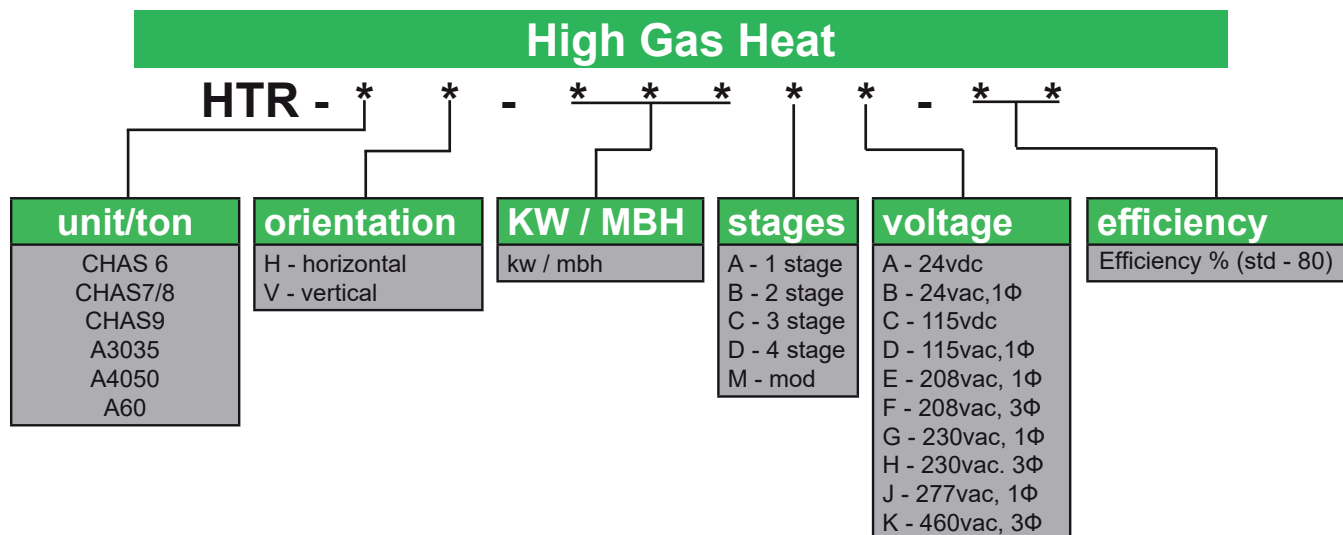 High Gas Heat
HTR - * * - * * * * * - * *
unit/ton
CHAS 6
CHAS7/8
CHAS9
A3035
A4050
A60
orientation
H - horizontal
V - vertical
KW / MBH
kw / mbh
stages
A - 1 stage
B - 2 stage
C - 3 stage
D - 4 stage
M - mod
voltage
A - 24vdc
B - 24vac,1Φ
C - 115vdc
D - 115vac,1Φ
E - 208vac, 1Φ
F - 208vac, 3Φ
G - 230vac, 1Φ
H - 230vac. 3Φ
J - 277vac, 1Φ
K - 460vac, 3Φ
efficiency
Efficiency % (std - 80)